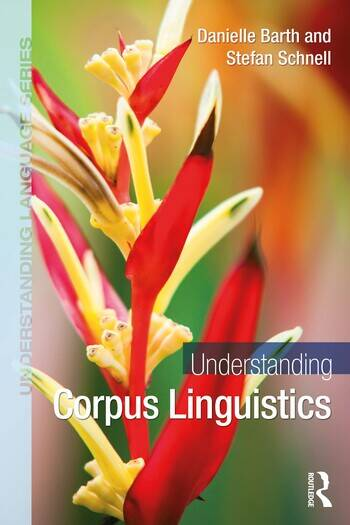 Danielle Barth and
Stefan Schnell
UNDERSTANDING LANGUAGE SERIES
Understanding
Corpus Linguistics
ROUTLEDGE